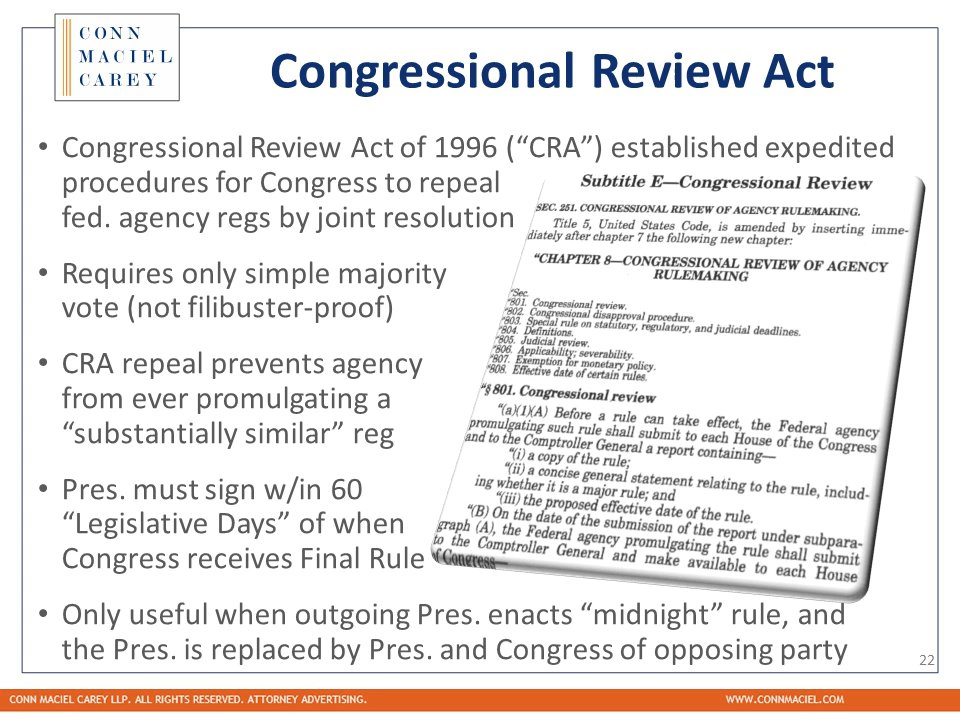 CONN
MACIEL
CAREY
Congressional Review Act
• Congressional Review Act of 1996 (“CRA”) established expedited
procedures for Congress to repeal
fed. agency regs by joint resolution
• Requires only simple majority
vote (not filibuster-proof)
• CRA repeal prevents agency
from ever promulgating a
“substantially similar” reg
• Pres. must sign w/in 60
“Legislative Days” of when
Congress receives Final Rule
• Only useful when outgoing Pres. enacts “midnight” rule, and
the Pres. is replaced by Pres. and Congress of opposing party
Subtitle E—Congressional Review
SEC. 251. CONGRESSIONAL REVIEW OF AGENCY RULEMAKING.
Title 5, United States Code, is amended by inserting imme-
diately after chapter 7 the following new chapter:
“CHAPTER 8—CONGRESSIONAL REVIEW OF AGENCY
RULEMAKING
“Sec.
“801. Congressional review.
“802. Congressional disapproval procedure.
“803. Special rule on statutory, regulatory, and judicial deadlines.
“804. Definitions.
“805. Judicial review.
“806. Applicability; severability.
“807. Exemption for monetary policy.
“808. Effective date of certain rules.
“§ 801. Congressional review
“(a)(1)(A) Before a rule can take effect, the Federal agency
promulgating such rule shall submit to each House of the Congress
and to the Comptroller General a report containing—
“(i) a copy of the rule;
“(ii) a concise general statement relating to the rule, includ-
ing whether it is a major rule; and
“(iii) the proposed effective date of the rule.
“(B) On the date of the submission of the report under subpara-
graph (A), the Federal agency promulgating the rule shall submit
to the Comptroller General and make available to each House
of Congress—
22
CONN MACIEL CAREY LLP. ALL RIGHTS RESERVED. ATTORNEY ADVERTISING.
WWW.CONNMACIEL.COM